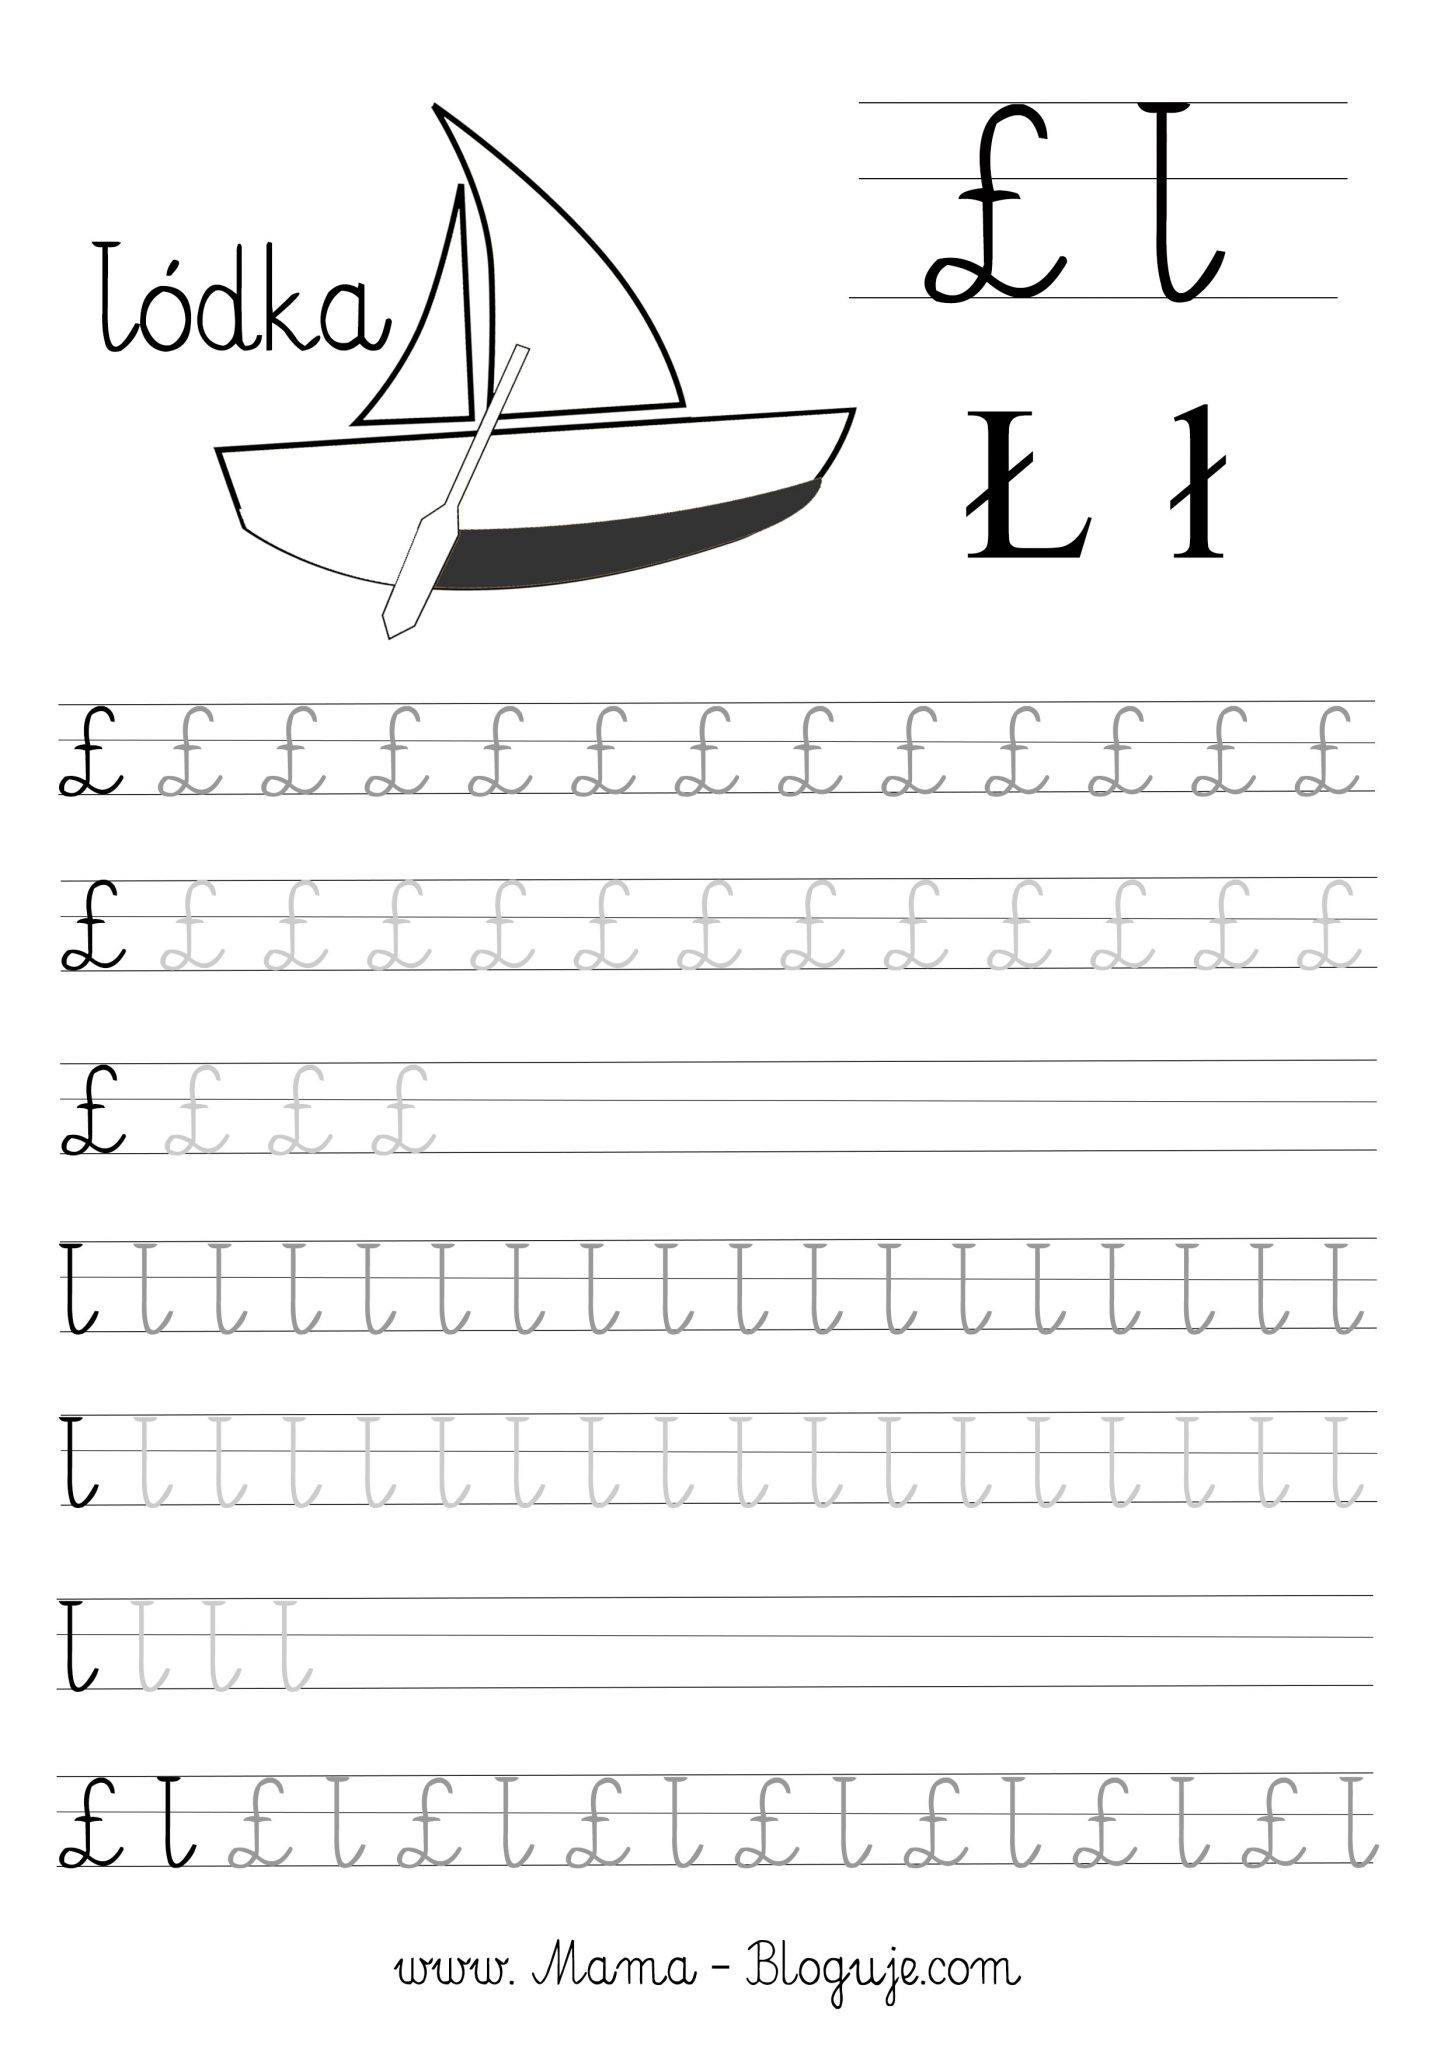 Ł ł
łódka
Ł ł
Ł Ł Ł Ł Ł Ł Ł Ł Ł Ł Ł Ł Ł
Ł Ł Ł Ł Ł Ł Ł Ł Ł Ł Ł Ł Ł
Ł Ł Ł Ł
ł ł ł ł ł ł ł ł ł ł ł ł ł ł ł ł ł ł
ł ł ł ł ł ł ł ł ł ł ł ł ł ł ł ł ł ł
ł ł ł ł
Ł ł Ł ł Ł ł Ł ł Ł ł Ł ł Ł ł Ł ł
www. Mama - Bloguje.com